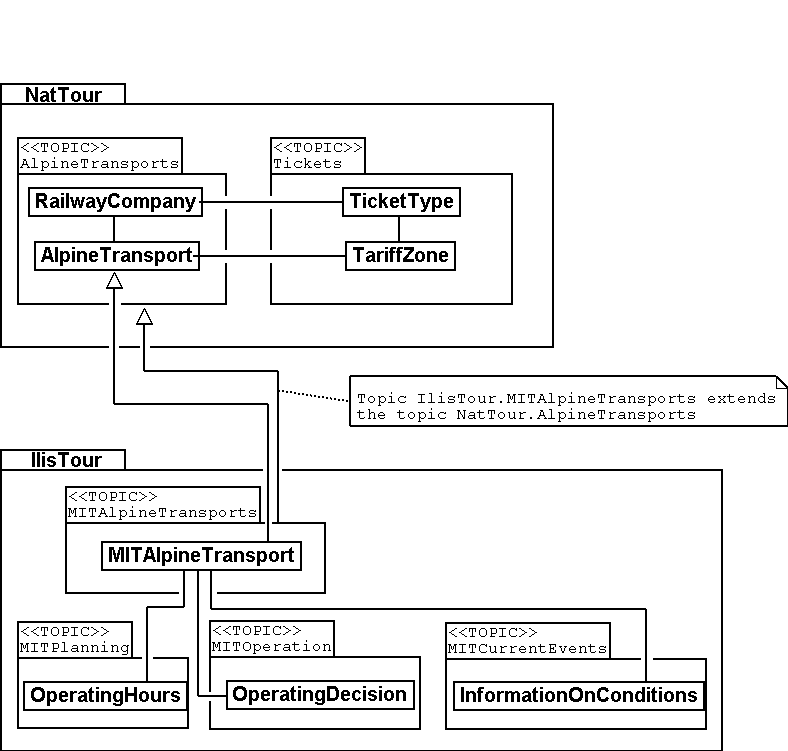 NatTour
<<TOPIC>>
AlpineTransports
<<TOPIC>>
Tickets
RailwayCompany
TicketType
AlpineTransport
TariffZone
Topic IlisTour.MITAlpineTransports extends
the topic NatTour.AlpineTransports
IlisTour
<<TOPIC>>
MITAlpineTransports
MITAlpineTransport
<<TOPIC>>
MITPlanning
<<TOPIC>>
MITOperation
<<TOPIC>>
MITCurrentEvents
OperatingHours
OperatingDecision
InformationOnConditions